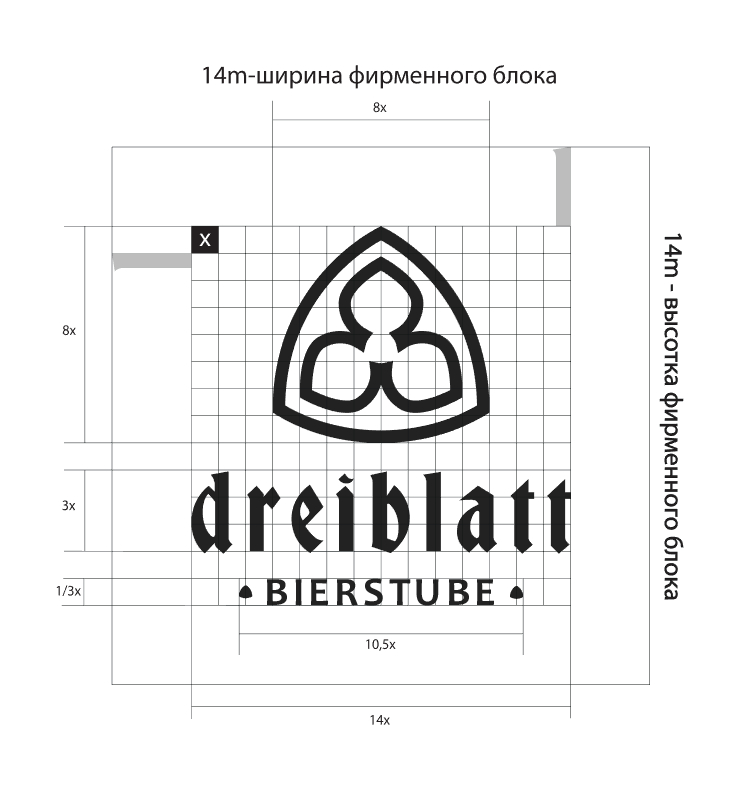 14m-ширина фирменного блока
8x
x
8x
14m - высотка фирменного блока
3x
dreiblatt
1/3x
BIERSTUBE
10,5x
14x